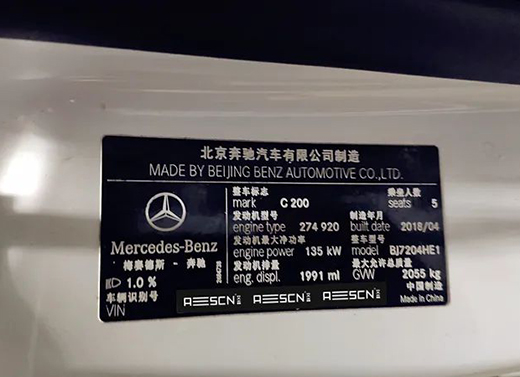 北京奔驰汽车有限公司制造
MADE BY BEIJING BENZ AUTOMOTIVE CO.,LTD.
整车标志 乘坐人数
mark C 200 seats 5
发动机型号 制造年月
engine type 274 920 built date 2018/04
发动机最大净功率 整车型号
engine power 135 kW model BJ7204HE1
发动机排量 最大允许总质量
eng. displ. 1991 ml GVW 2055 kg
中国制造
Made in China
Mercedes-Benz
梅赛德斯 - 奔驰
1.0 %
车辆识别号
VIN